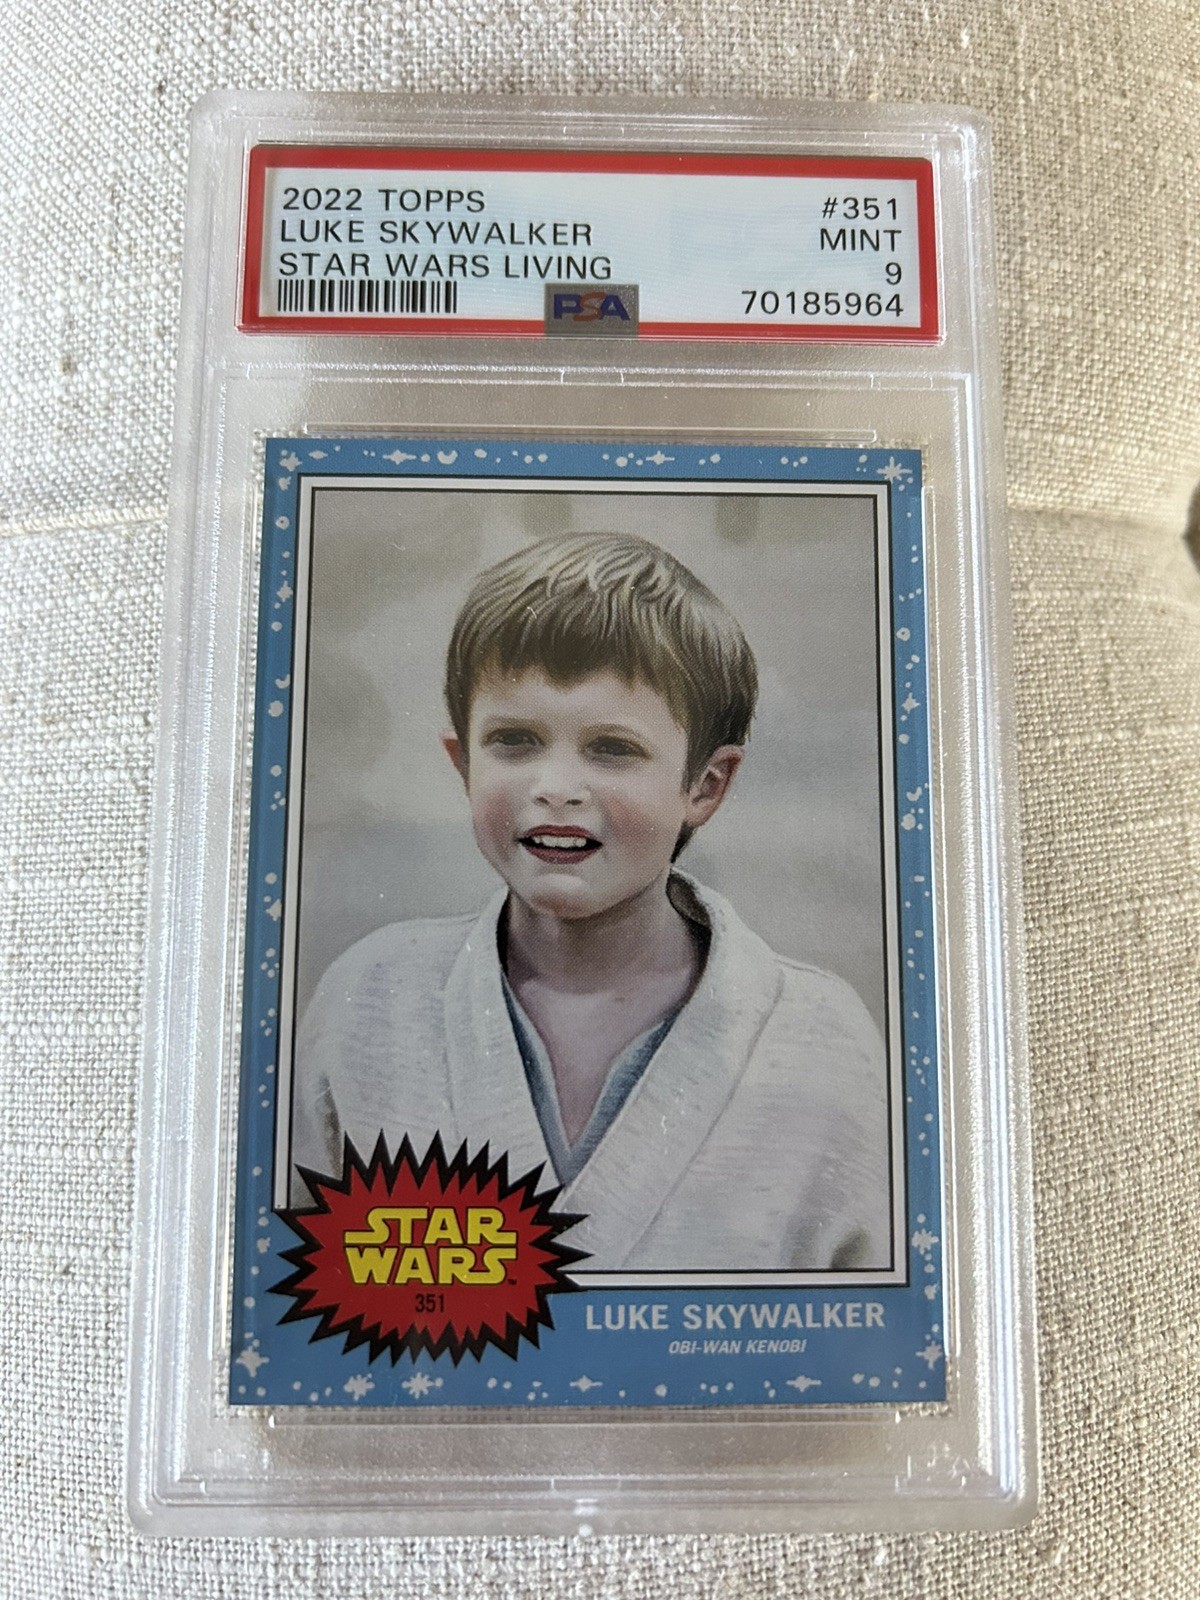 2022 TOPPS #351
LUKE SKYWALKER MINT
STAR WARS LIVING 9
PSA 70185964
STAR
WARS™
351
LUKE SKYWALKER
OBI-WAN KENOBI